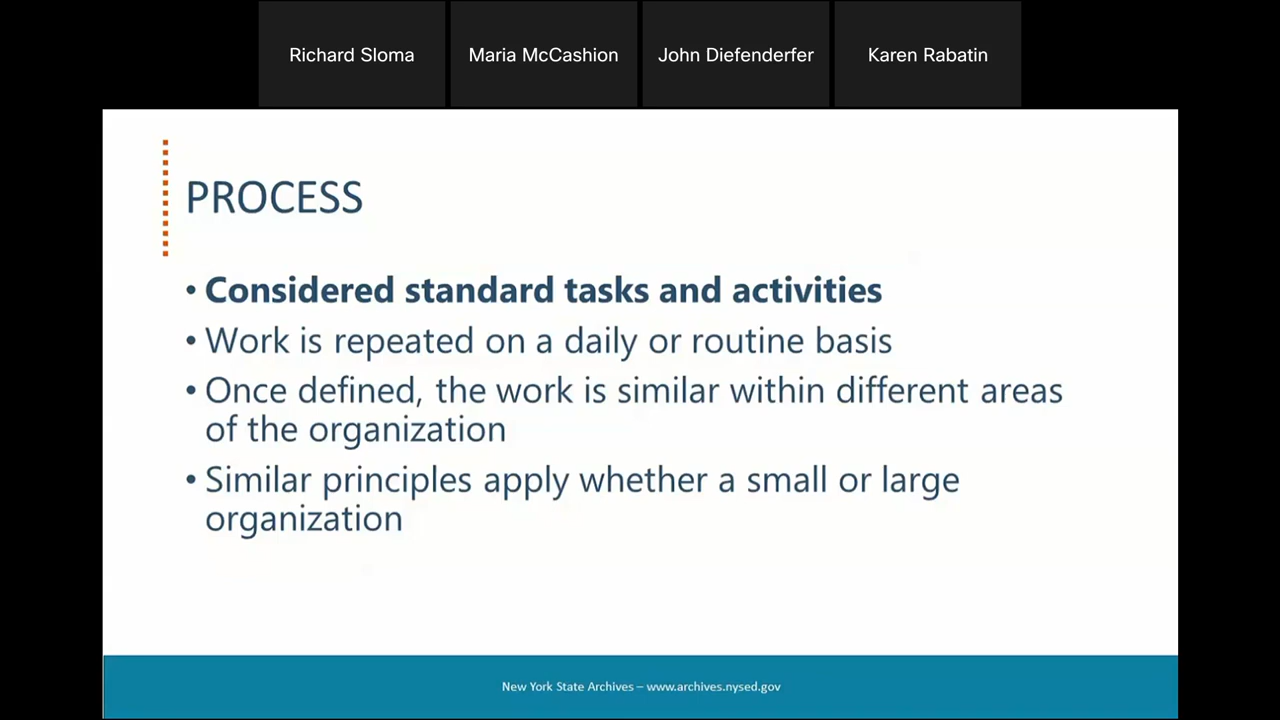 Richard Sloma
Maria McCashion
John Diefenderfer
Karen Rabatin
PROCESS
• Considered standard tasks and activities
• Work is repeated on a daily or routine basis
• Once defined, the work is similar within different areas
of the organization
• Similar principles apply whether a small or large
organization
New York State Archives – www.archives.nysed.gov